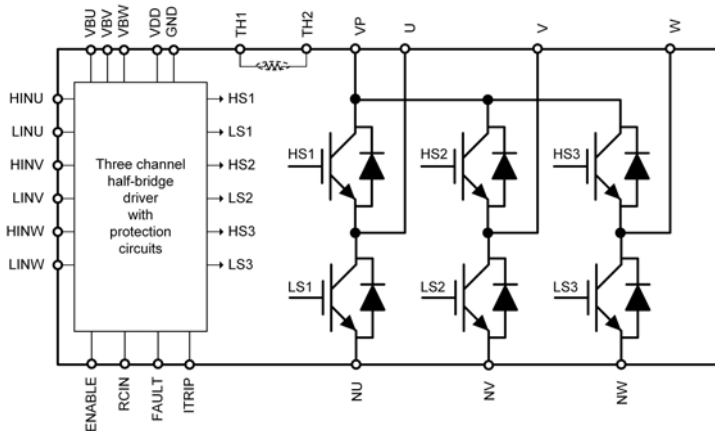 VBU
VBV
VBW
VDD
GND
TH1
TH2
VP
U
V
W
HINU
LINU
HINV
LINV
HINW
LINW
Three channel
half-bridge
driver
with
protection
circuits
HS1
LS1
HS2
LS2
HS3
LS3
HS1
HS2
HS3
LS1
LS2
LS3
ENABLE
RCIN
FAULT
ITRIP
NU
NV
NW